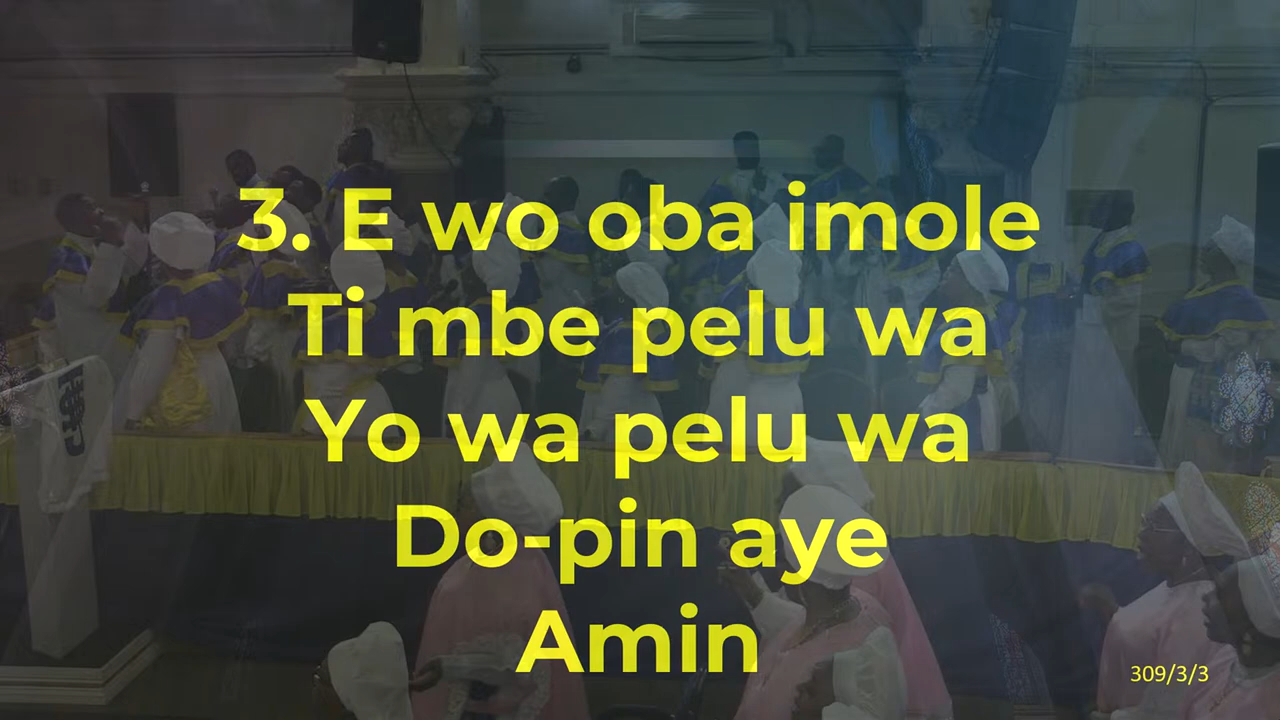 3. E wo oba imole
Ti mbe pelu wa
Yo wa pelu wa
Do-pin aye
Amin
309/3/3